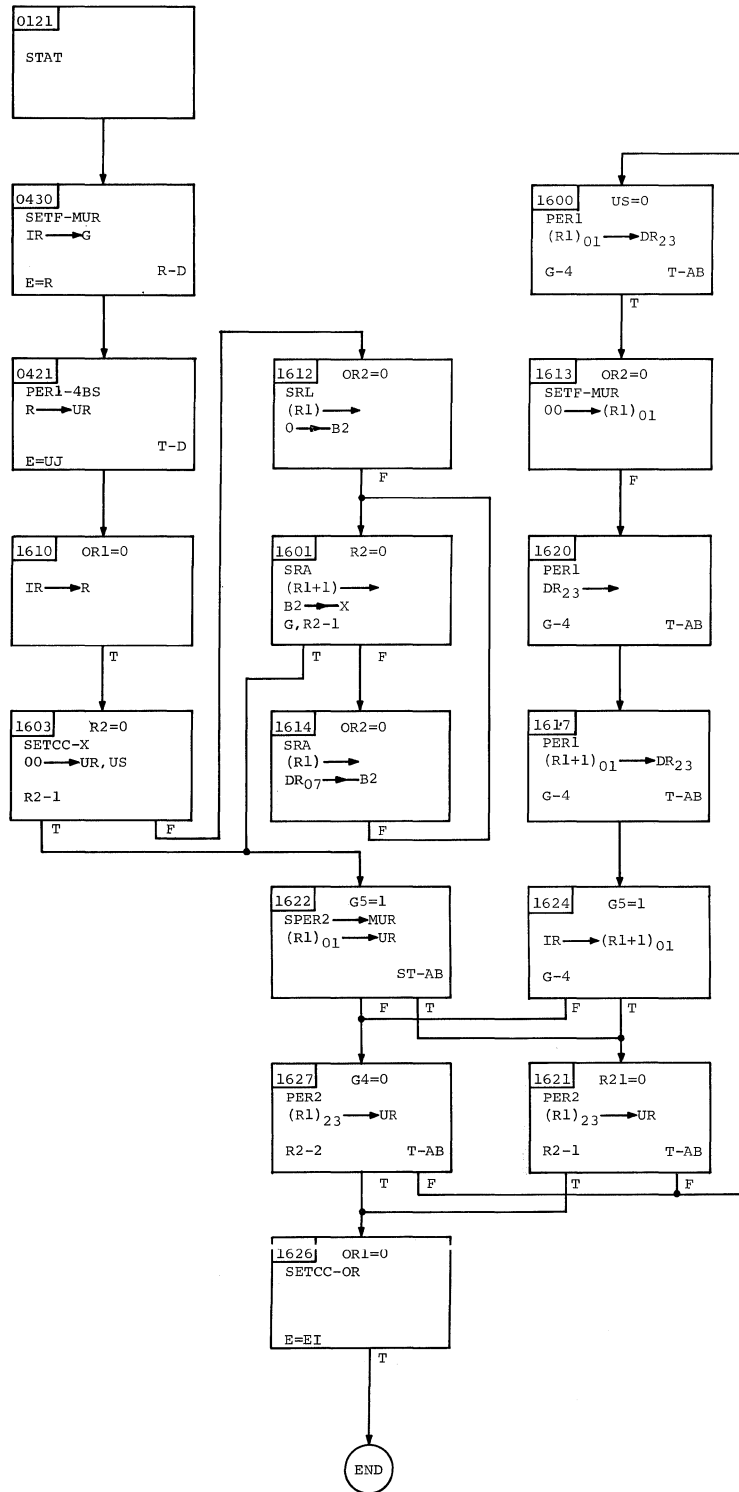 0121
STAT
0430
SETF-MUR
IR → G
R-D
E=R
0421
PER1-4BS
R → UR
T-D
E=UJ
1610 OR1=0
IR → R
T
1603 R2=0
SETCC-X
00 → UR,US
R2-1
T F
1612 OR2=0
SRL
(R1) →
0 → B2
F
1601 R2=0
SRA
(R1+1) →
B2 → X
G,R2-1
T F
1614 OR2=0
SRA
(R1) →
DR07 → B2
F
1622 G5=1
SPER2 → MUR
(R1)01 → UR
ST-AB
F T
1627 G4=0
PER2
(R1)23 → UR
R2-2 T-AB
T F
1626 OR1=0
SETCC-OR
E=EI
T
END
1600 US=0
PER1
(R1)01 → DR23
G-4 T-AB
T
1613 OR2=0
SETF-MUR
00 → (R1)01
F
1620
PER1
DR23 →
G-4 T-AB
1617
PER1
(R1+1)01 → DR23
G-4 T-AB
1624 G5=1
IR → (R1+1)01
G-4
F T
1621 R21=0
PER2
(R1)23 → UR
R2-1 T-AB
T F